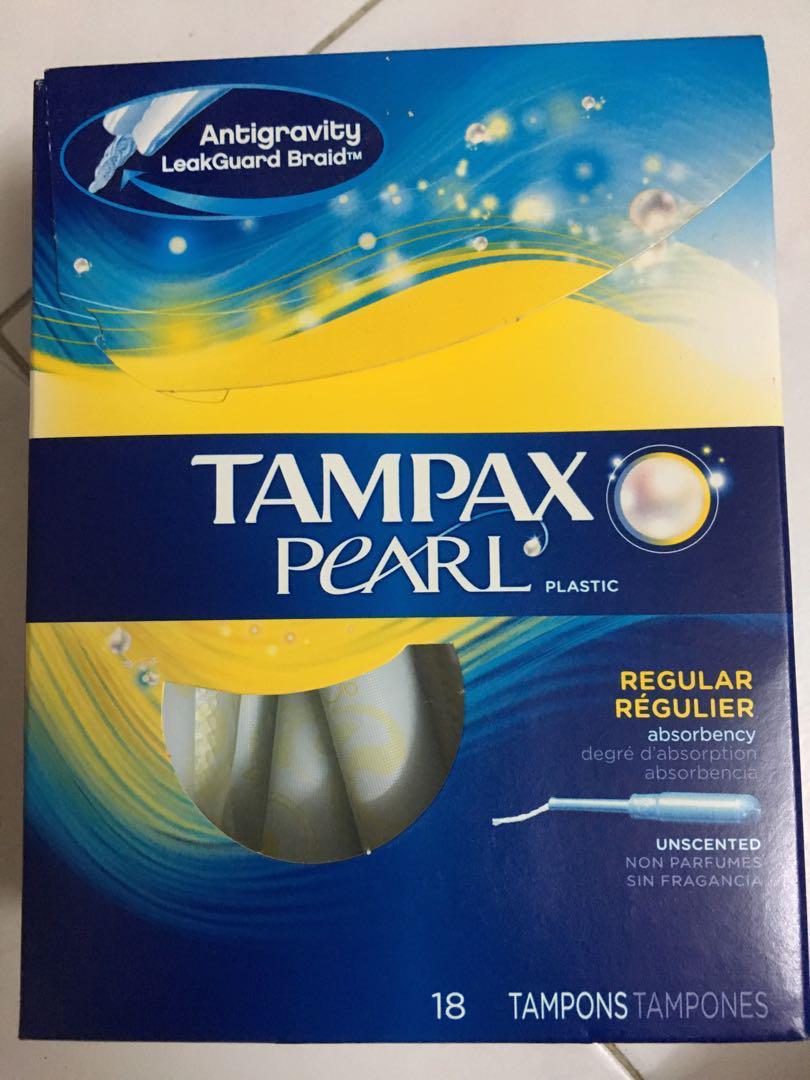 Antigravity
LeakGuard Braid™
TAMPAX
PEARL PLASTIC
REGULAR
RÉGULIER
absorbency
degré d'absorption
absorbencia
UNSCENTED
NON PARFUMÉS
SIN FRAGANCIA
18 TAMPONS TAMPONES